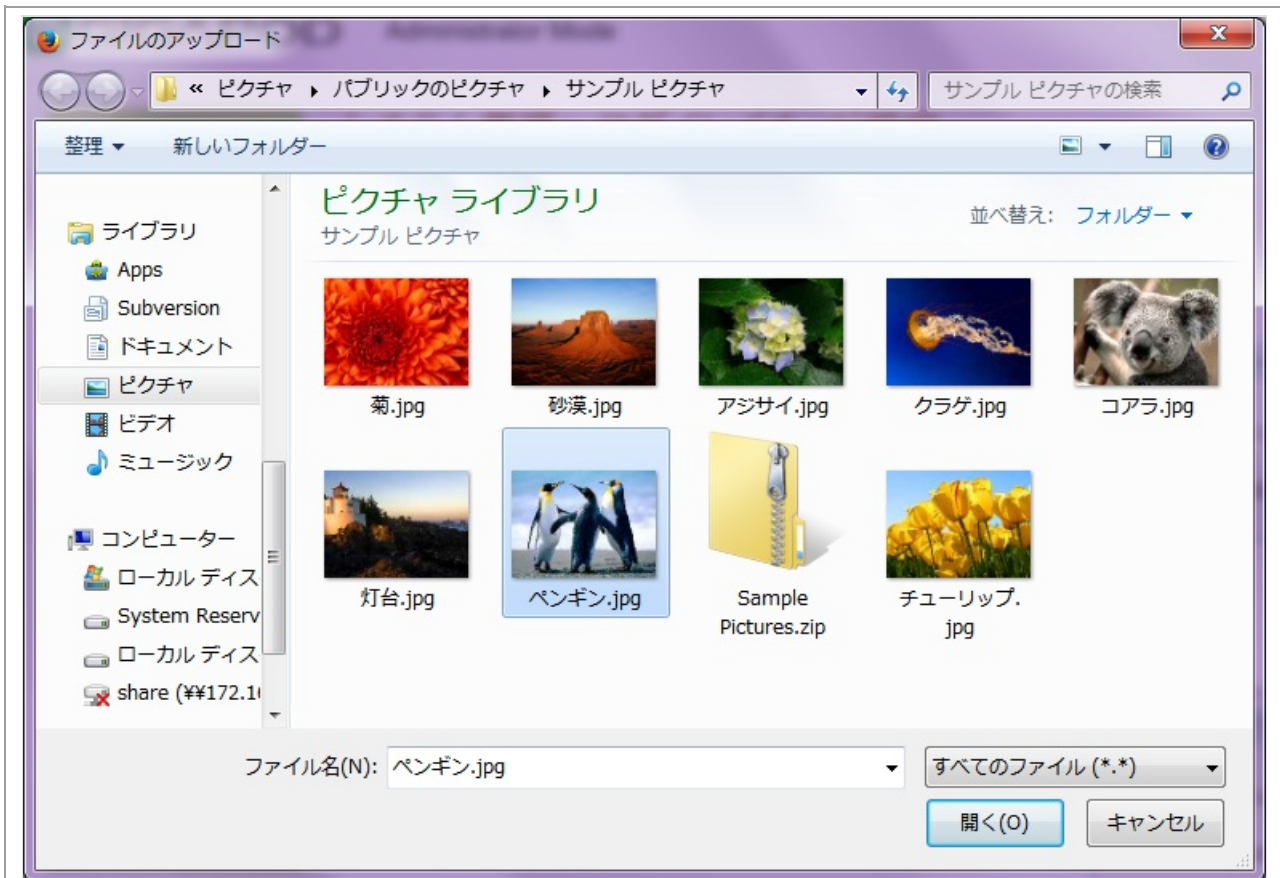 ファイルのアップロード
Administrator Mode
« ピクチャ ▸ パブリックのピクチャ ▸ サンプル ピクチャ
サンプル ピクチャの検索
整理 ▼ 新しいフォルダー
ピクチャ ライブラリ
サンプル ピクチャ
並べ替え: フォルダー ▼
ライブラリ
Apps
Subversion
ドキュメント
ピクチャ
ビデオ
ミュージック
コンピューター
ローカル ディス
System Reserv
ローカル ディス
share (¥¥172.1
菊.jpg
砂漠.jpg
アジサイ.jpg
クラゲ.jpg
コアラ.jpg
灯台.jpg
ペンギン.jpg
Sample
Pictures.zip
チューリップ.
jpg
ファイル名(N): ペンギン.jpg
すべてのファイル (*.*)
開く(O)
キャンセル